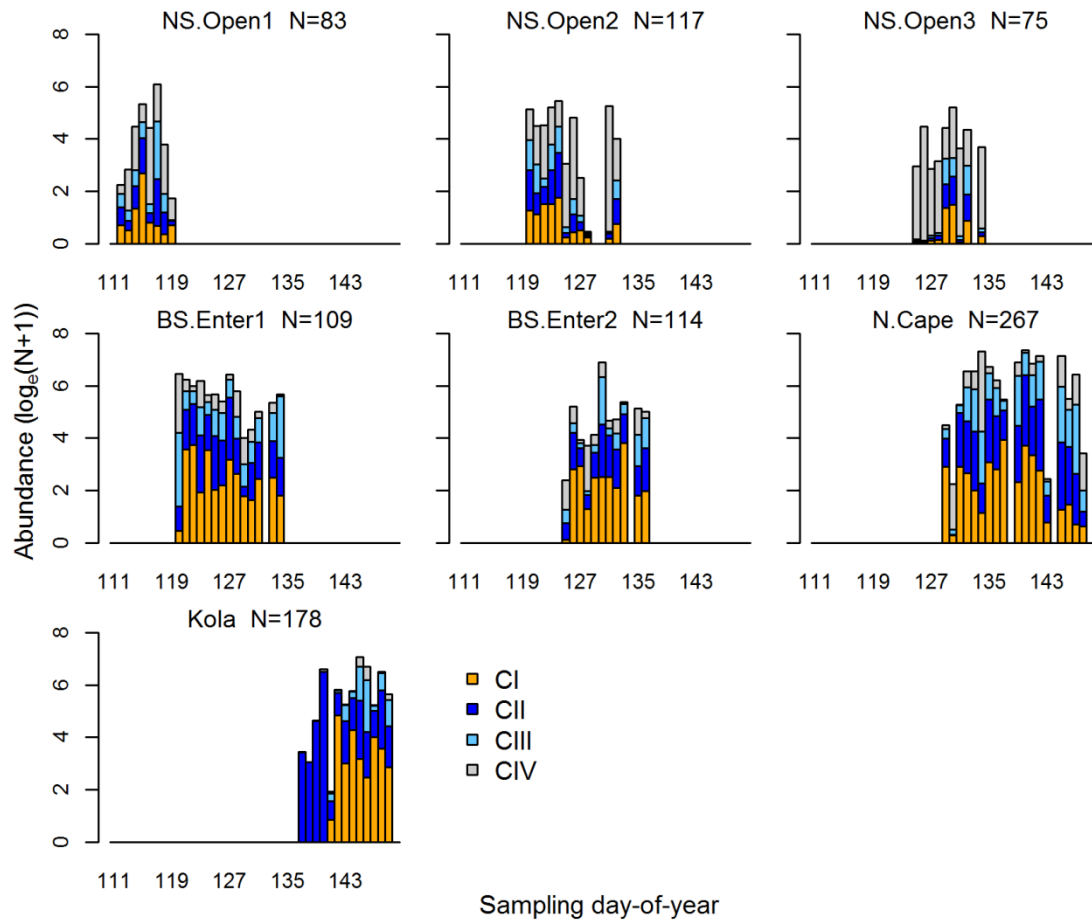 NS.Open1 N=83
NS.Open2 N=117
NS.Open3 N=75
0 2 4 6 8
111 119 127 135 143
111 119 127 135 143
111 119 127 135 143
BS.Enter1 N=109
BS.Enter2 N=114
N.Cape N=267
Abundance (logₑ(N+1))
0 2 4 6 8
111 119 127 135 143
111 119 127 135 143
111 119 127 135 143
Kola N=178
0 2 4 6 8
CI
CII
CIII
CIV
111 119 127 135 143
Sampling day-of-year